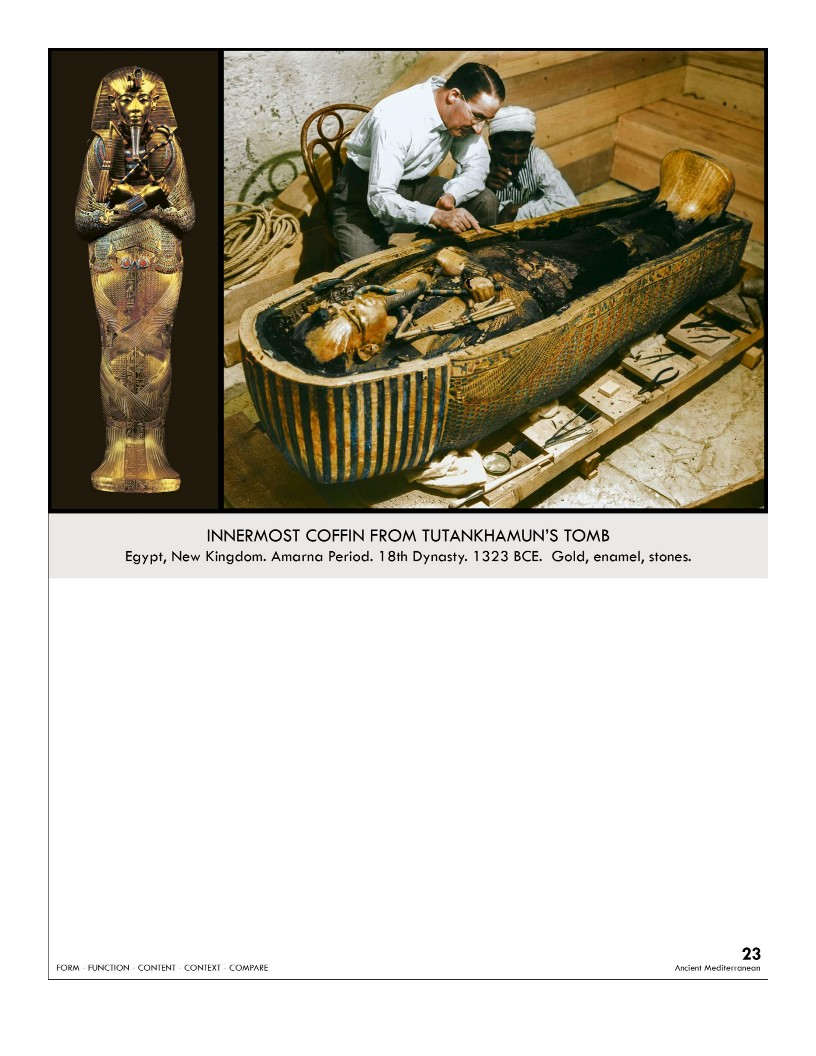 INNERMOST COFFIN FROM TUTANKHAMUN'S TOMB
Egypt, New Kingdom. Amarna Period. 18th Dynasty. 1323 BCE.  Gold, enamel, stones.
23
FORM - FUNCTION - CONTENT - CONTEXT - COMPARE
Ancient Mediterranean